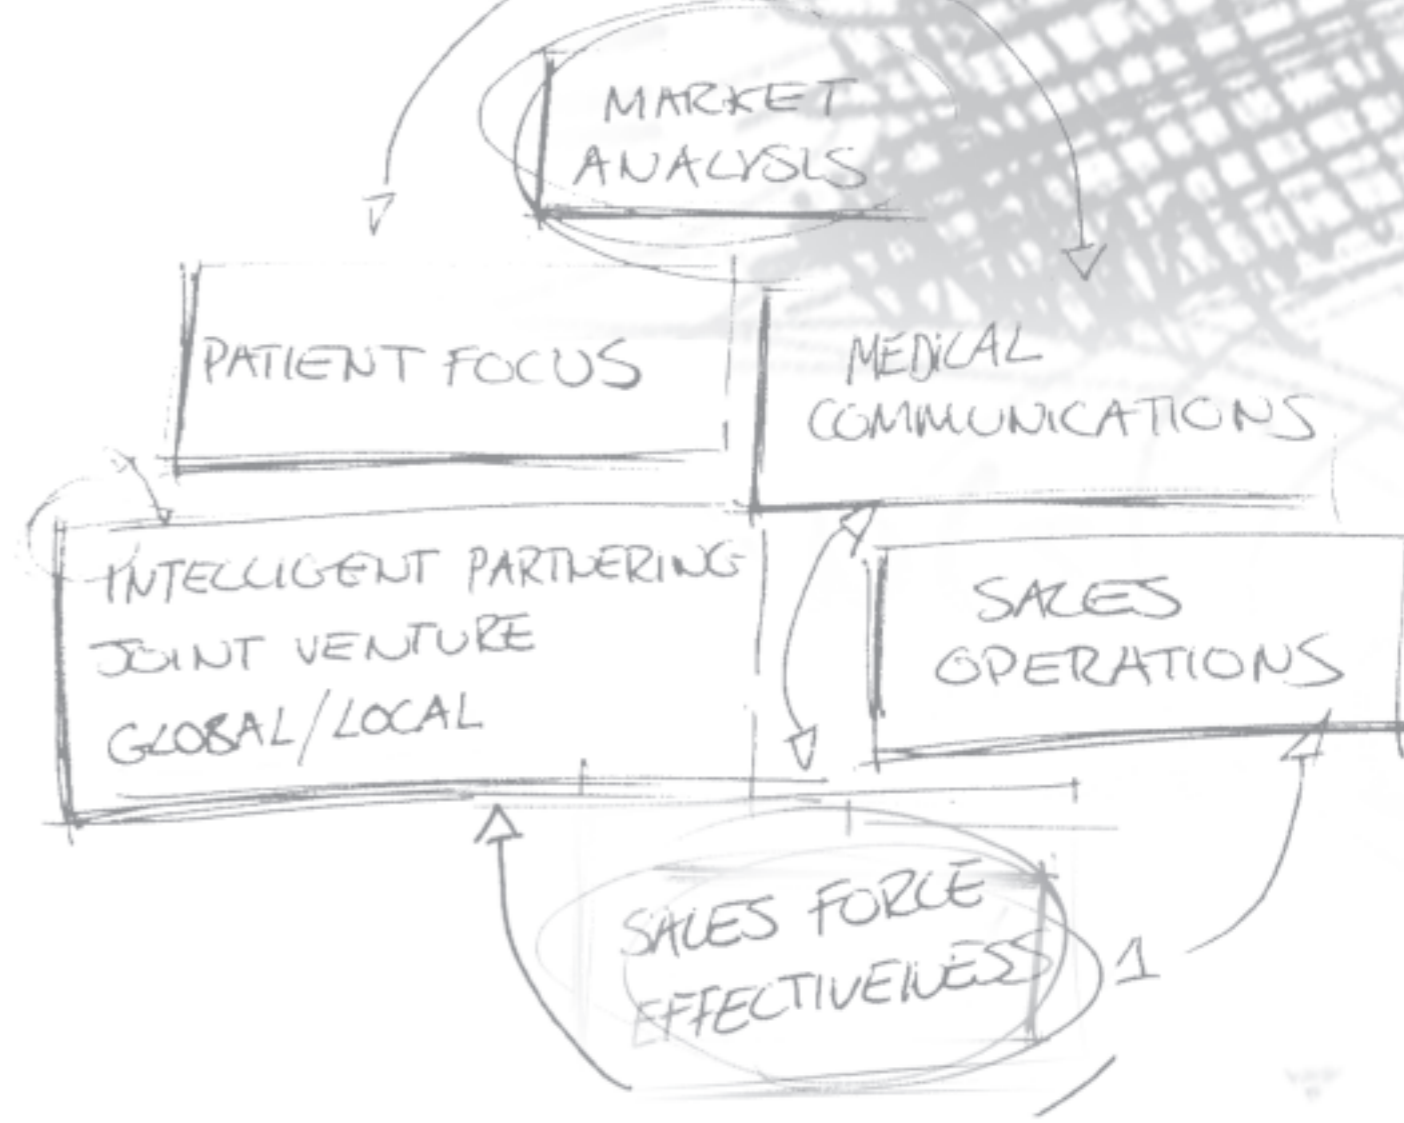 MARKET
ANALYSIS
PATIENT FOCUS
MEDICAL
COMMUNICATIONS
INTELLIGENT PARTNERING
JOINT VENTURE
GLOBAL/LOCAL
SALES
OPERATIONS
SALES FORCE
EFFECTIVENESS
1